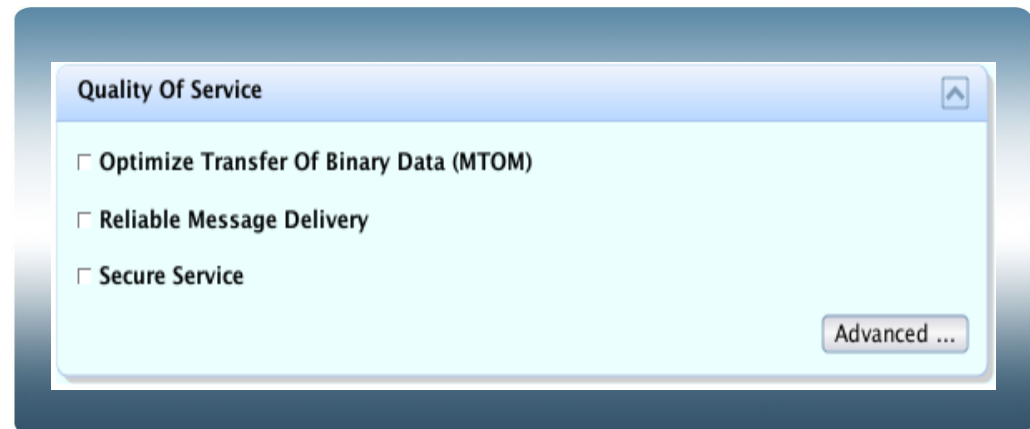 Quality Of Service
Optimize Transfer Of Binary Data (MTOM)
Reliable Message Delivery
Secure Service
Advanced ...